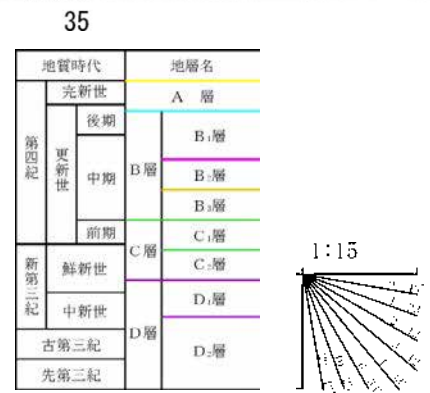 35
地質時代 地層名
第四紀 完新世 A 層
更新世 後期 B層 B₁層
中期 B₂層
B₃層
前期 C層 C₁層
新第三紀 鮮新世 C₂層
中新世 D層 D₁層
古第三紀 D₂層
先第三紀
1:15